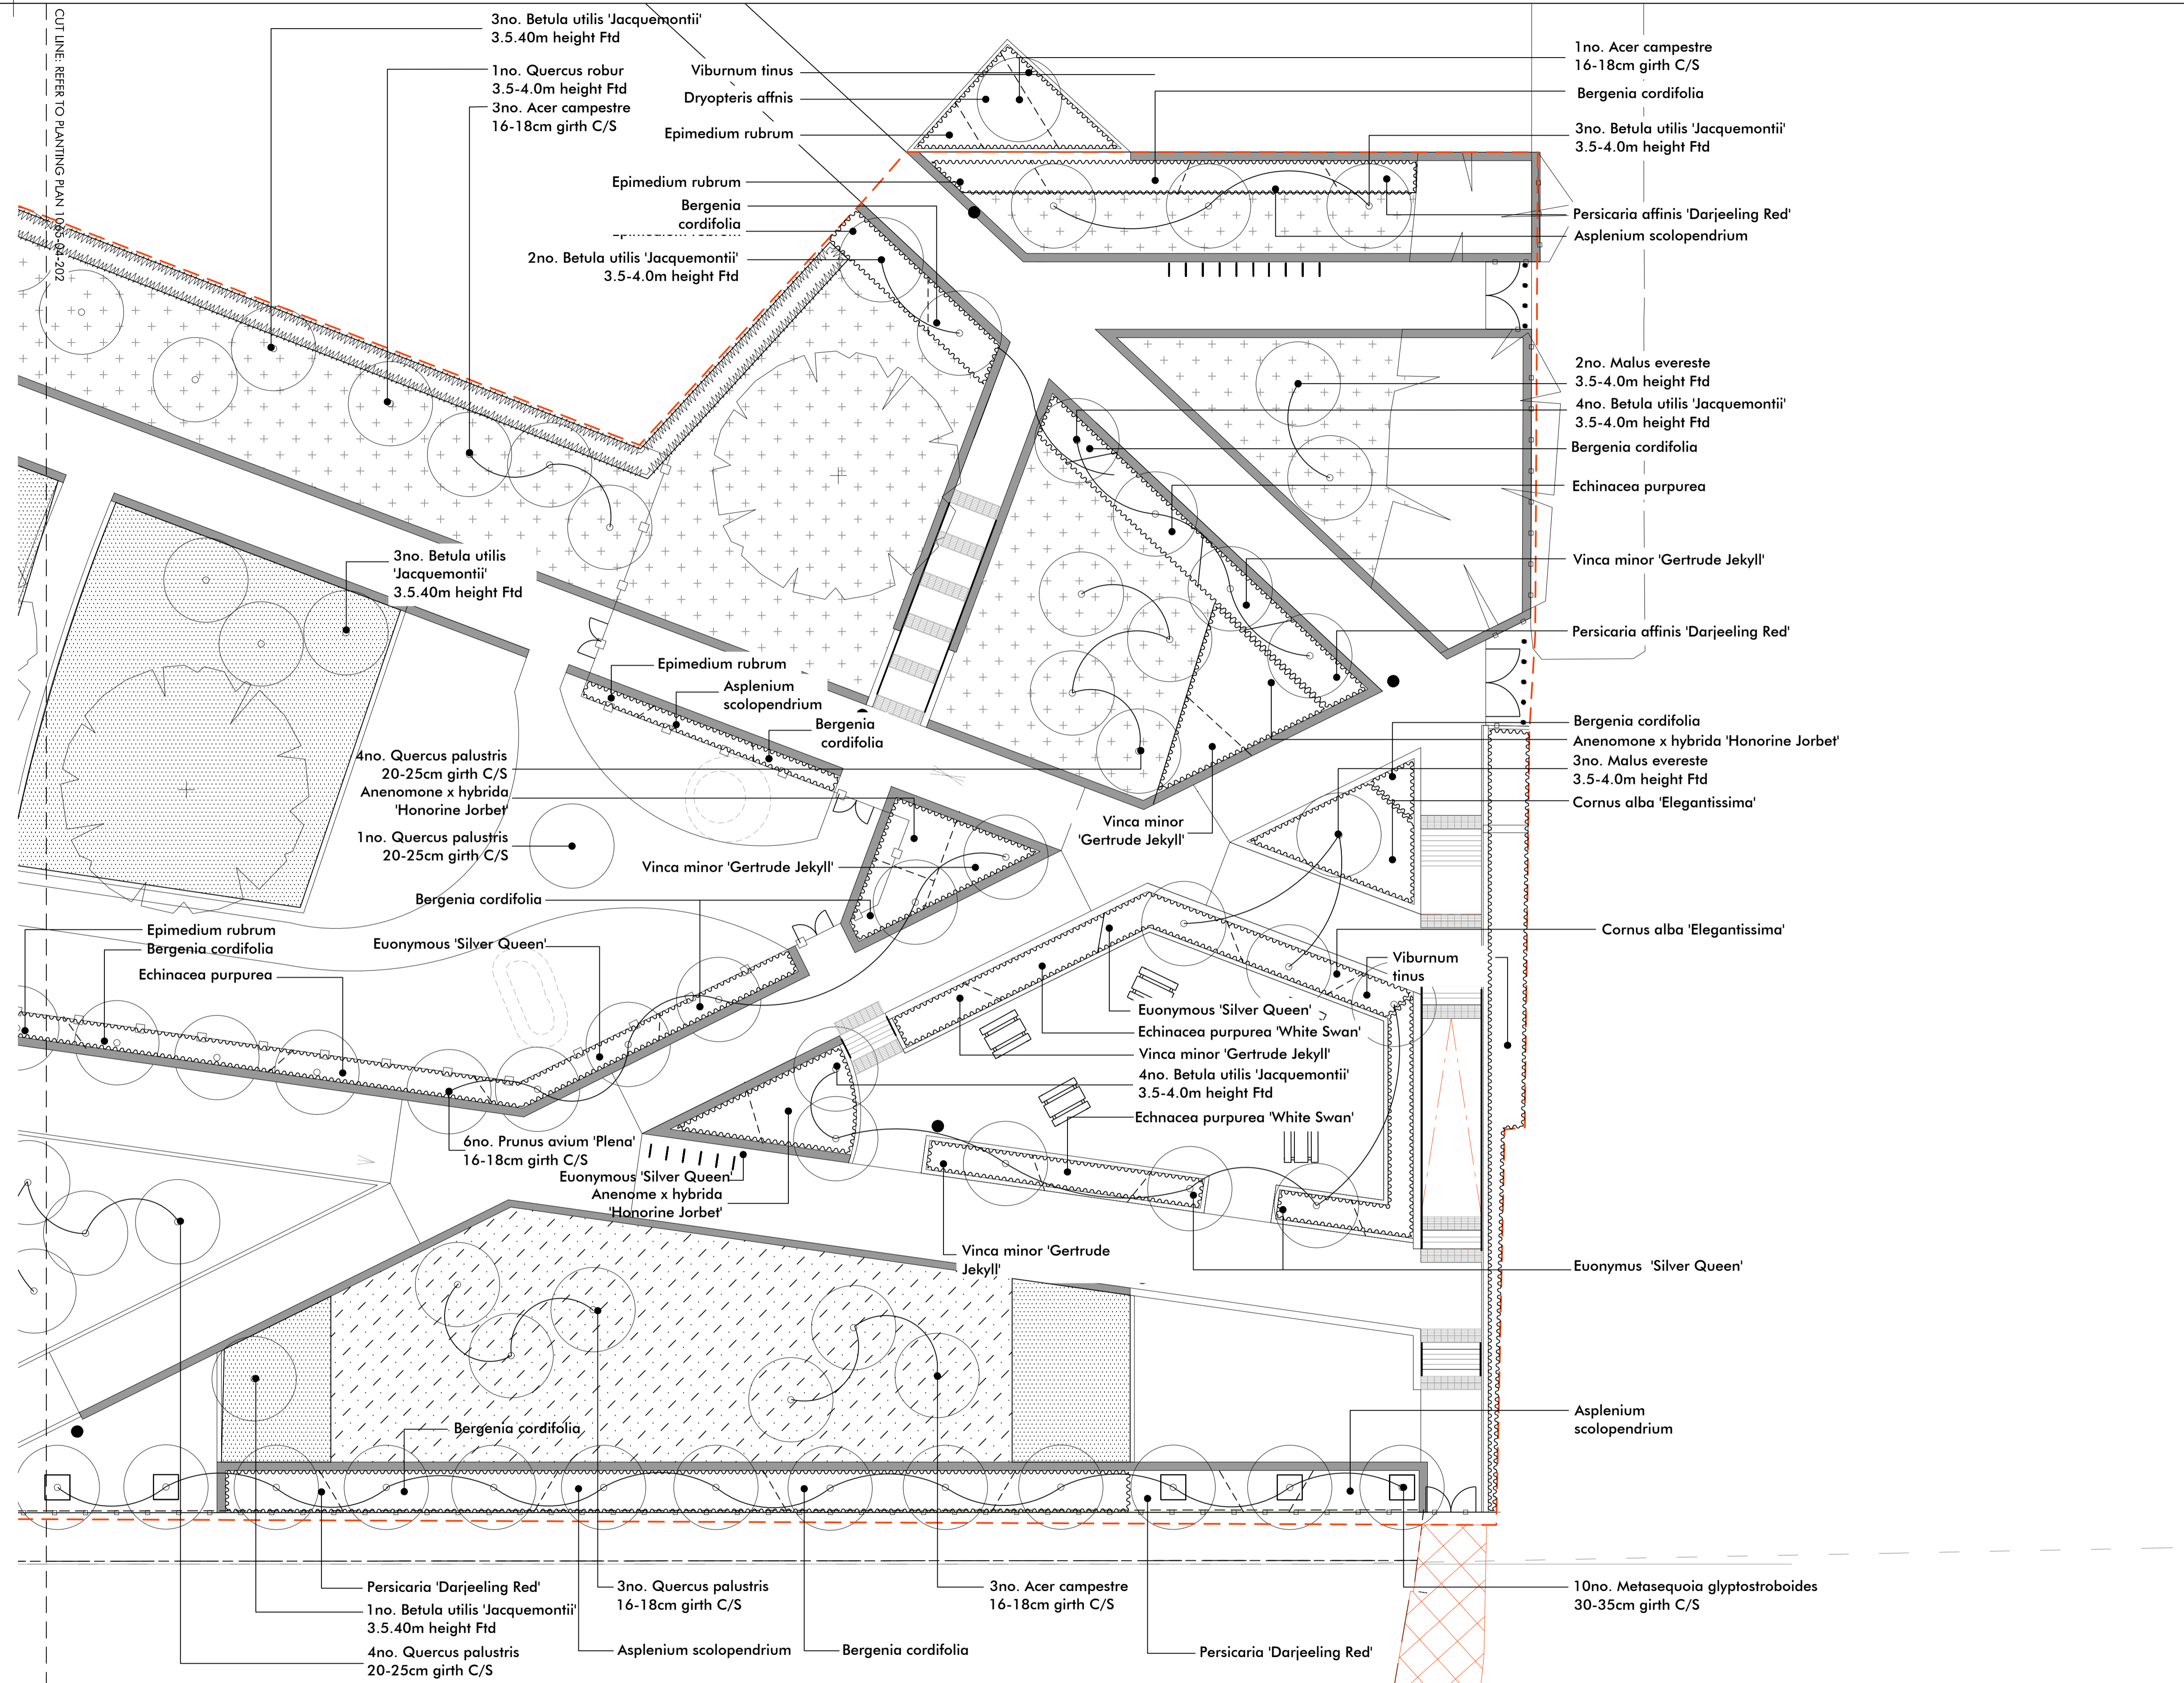 CUT LINE: REFER TO PLANTING PLAN 1065-04-202
3no. Betula utilis 'Jacquemontii'
3.5.40m height Ftd
1no. Quercus robur
3.5-4.0m height Ftd
3no. Acer campestre
16-18cm girth C/S
Viburnum tinus
Dryopteris affnis
Epimedium rubrum
Epimedium rubrum
Bergenia
cordifolia
2no. Betula utilis 'Jacquemontii'
3.5-4.0m height Ftd
1no. Acer campestre
16-18cm girth C/S
Bergenia cordifolia
3no. Betula utilis 'Jacquemontii'
3.5-4.0m height Ftd
Persicaria affinis 'Darjeeling Red'
Asplenium scolopendrium
2no. Malus evereste
3.5-4.0m height Ftd
4no. Betula utilis 'Jacquemontii'
3.5-4.0m height Ftd
Bergenia cordifolia
Echinacea purpurea
Vinca minor 'Gertrude Jekyll'
Persicaria affinis 'Darjeeling Red'
Bergenia cordifolia
Anenomone x hybrida 'Honorine Jorbet'
3no. Malus evereste
3.5-4.0m height Ftd
Cornus alba 'Elegantissima'
Cornus alba 'Elegantissima'
3no. Betula utilis
'Jacquemontii'
3.5.40m height Ftd
Epimedium rubrum
Asplenium
scolopendrium
Bergenia
cordifolia
4no. Quercus palustris
20-25cm girth C/S
Anenomone x hybrida
'Honorine Jorbet'
1no. Quercus palustris
20-25cm girth C/S
Vinca minor 'Gertrude Jekyll'
Vinca minor
'Gertrude Jekyll'
Bergenia cordifolia
Epimedium rubrum
Bergenia cordifolia
Echinacea purpurea
Euonymous 'Silver Queen'
Viburnum
tinus
Euonymous 'Silver Queen'
Echinacea purpurea 'White Swan'
Vinca minor 'Gertrude Jekyll'
4no. Betula utilis 'Jacquemontii'
3.5-4.0m height Ftd
Echnacea purpurea 'White Swan'
6no. Prunus avium 'Plena'
16-18cm girth C/S
Euonymous 'Silver Queen'
Anenome x hybrida
'Honorine Jorbet'
Vinca minor 'Gertrude
Jekyll'
Euonymus 'Silver Queen'
Asplenium
scolopendrium
Bergenia cordifolia
Persicaria 'Darjeeling Red'
1no. Betula utilis 'Jacquemontii'
3.5.40m height Ftd
4no. Quercus palustris
20-25cm girth C/S
3no. Quercus palustris
16-18cm girth C/S
Asplenium scolopendrium
Bergenia cordifolia
3no. Acer campestre
16-18cm girth C/S
Persicaria 'Darjeeling Red'
10no. Metasequoia glyptostroboides
30-35cm girth C/S